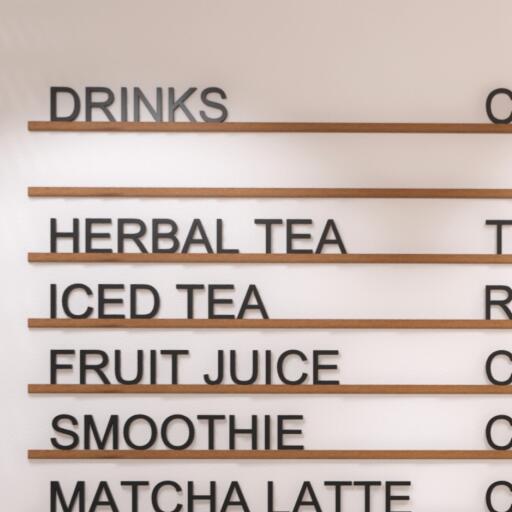 DRINKS C
HERBAL TEA T
ICED TEA R
FRUIT JUICE C
SMOOTHIE C
MATCHA LATTE C